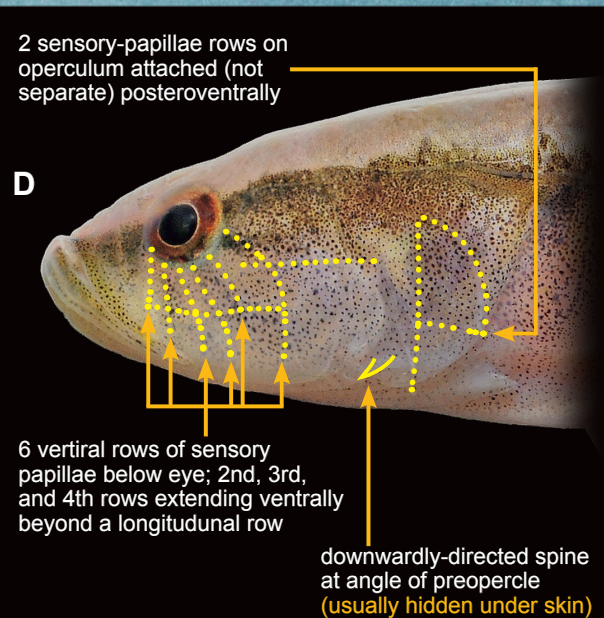 2 sensory-papillae rows on
operculum attached (not
separate) posteroventrally
D
6 vertiral rows of sensory
papillae below eye; 2nd, 3rd,
and 4th rows extending ventrally
beyond a longitudunal row
downwardly-directed spine
at angle of preopercle
(usually hidden under skin)